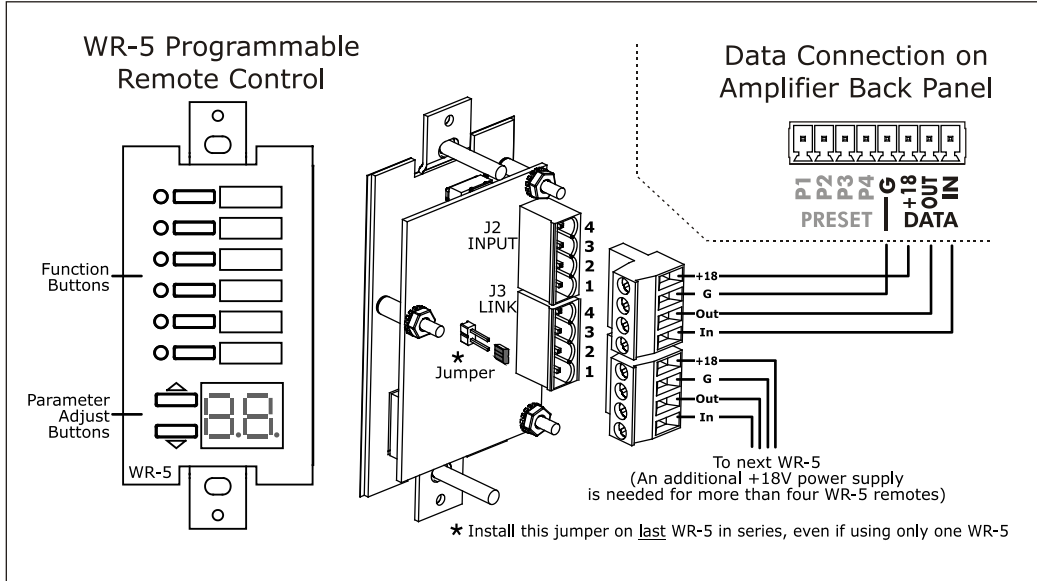 WR-5 Programmable
Remote Control
Function
Buttons
Parameter
Adjust
Buttons
8.8.
WR-5
J2
INPUT
4
3
2
1
J3
LINK
4
3
2
1
* Jumper
Data Connection on
Amplifier Back Panel
P1 P2 P3 P4 G +18 OUT IN
PRESET DATA
+18
G
Out
In
+18
G
Out
In
To next WR-5
(An additional +18V power supply
is needed for more than four WR-5 remotes)
* Install this jumper on last WR-5 in series, even if using only one WR-5